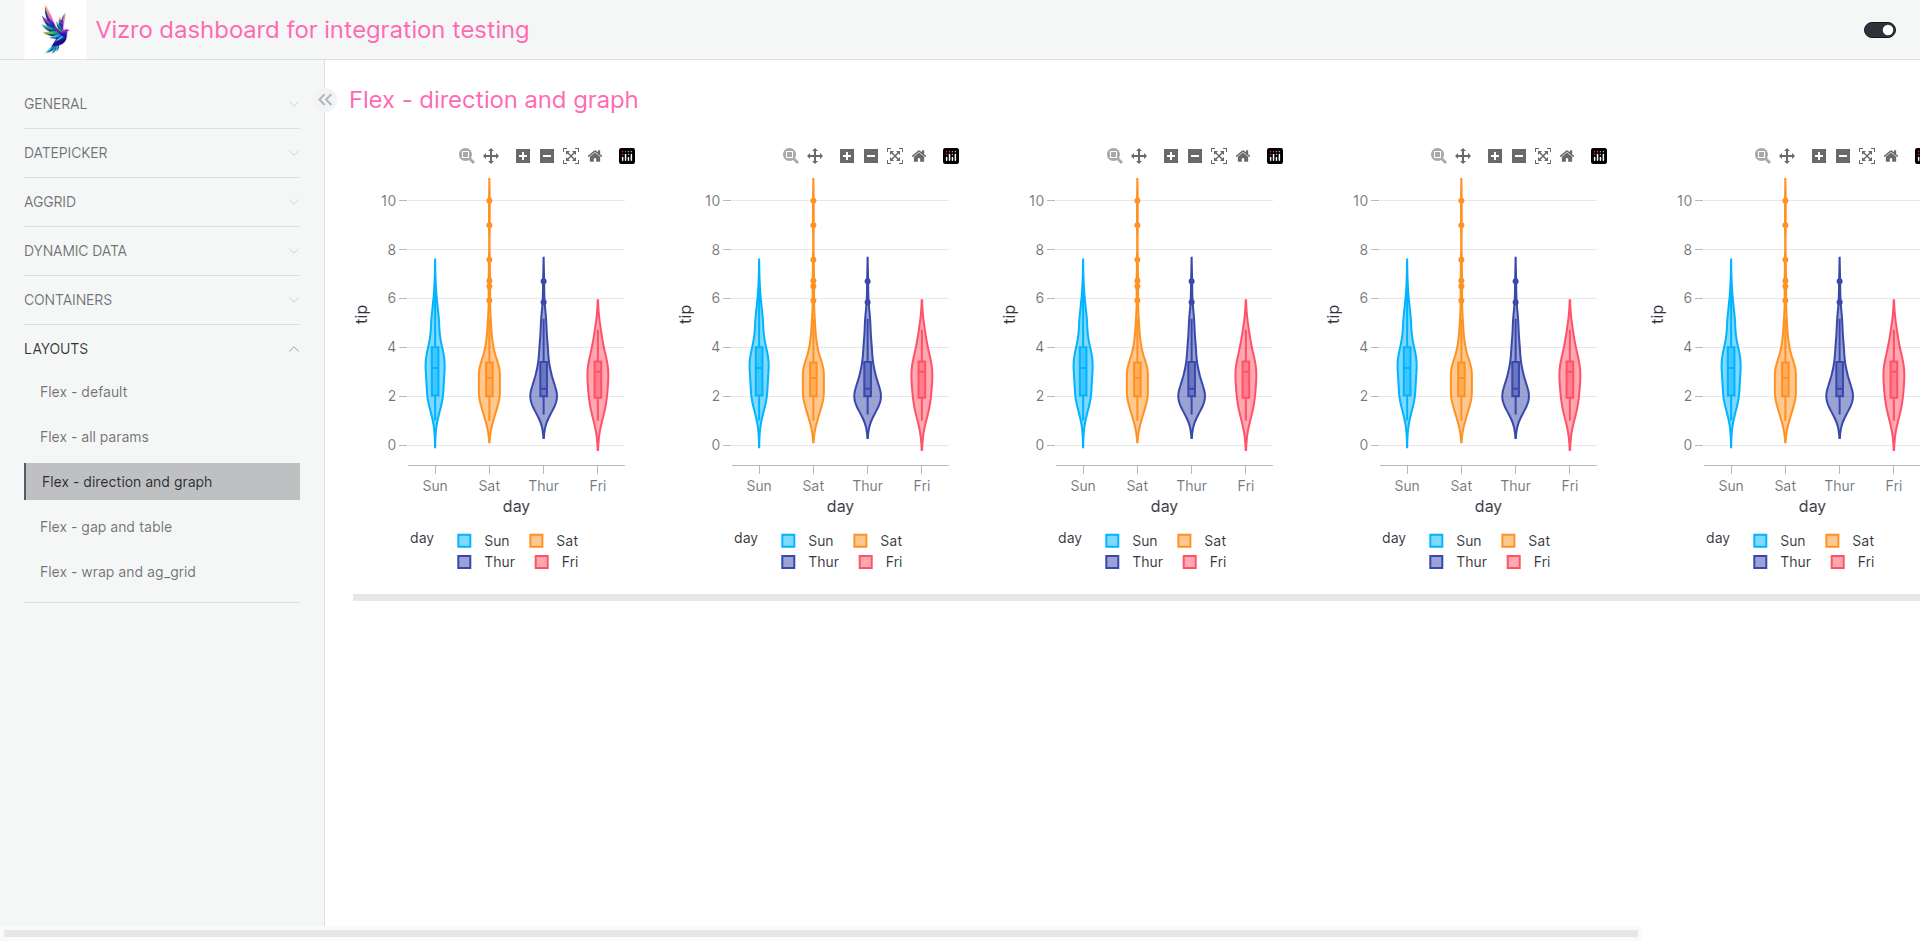 Vizro dashboard for integration testing
GENERAL
DATEPICKER
AGGRID
DYNAMIC DATA
CONTAINERS
LAYOUTS
Flex - default
Flex - all params
Flex - direction and graph
Flex - gap and table
Flex - wrap and ag_grid
Flex - direction and graph
10
8
6
4
2
0
tip
Sun Sat Thur Fri
day
day Sun Sat
Thur Fri
10
8
6
4
2
0
tip
Sun Sat Thur Fri
day
day Sun Sat
Thur Fri
10
8
6
4
2
0
tip
Sun Sat Thur Fri
day
day Sun Sat
Thur Fri
10
8
6
4
2
0
tip
Sun Sat Thur Fri
day
day Sun Sat
Thur Fri
10
8
6
4
2
0
tip
Sun Sat Thur Fri
day
day Sun Sat
Thur Fri